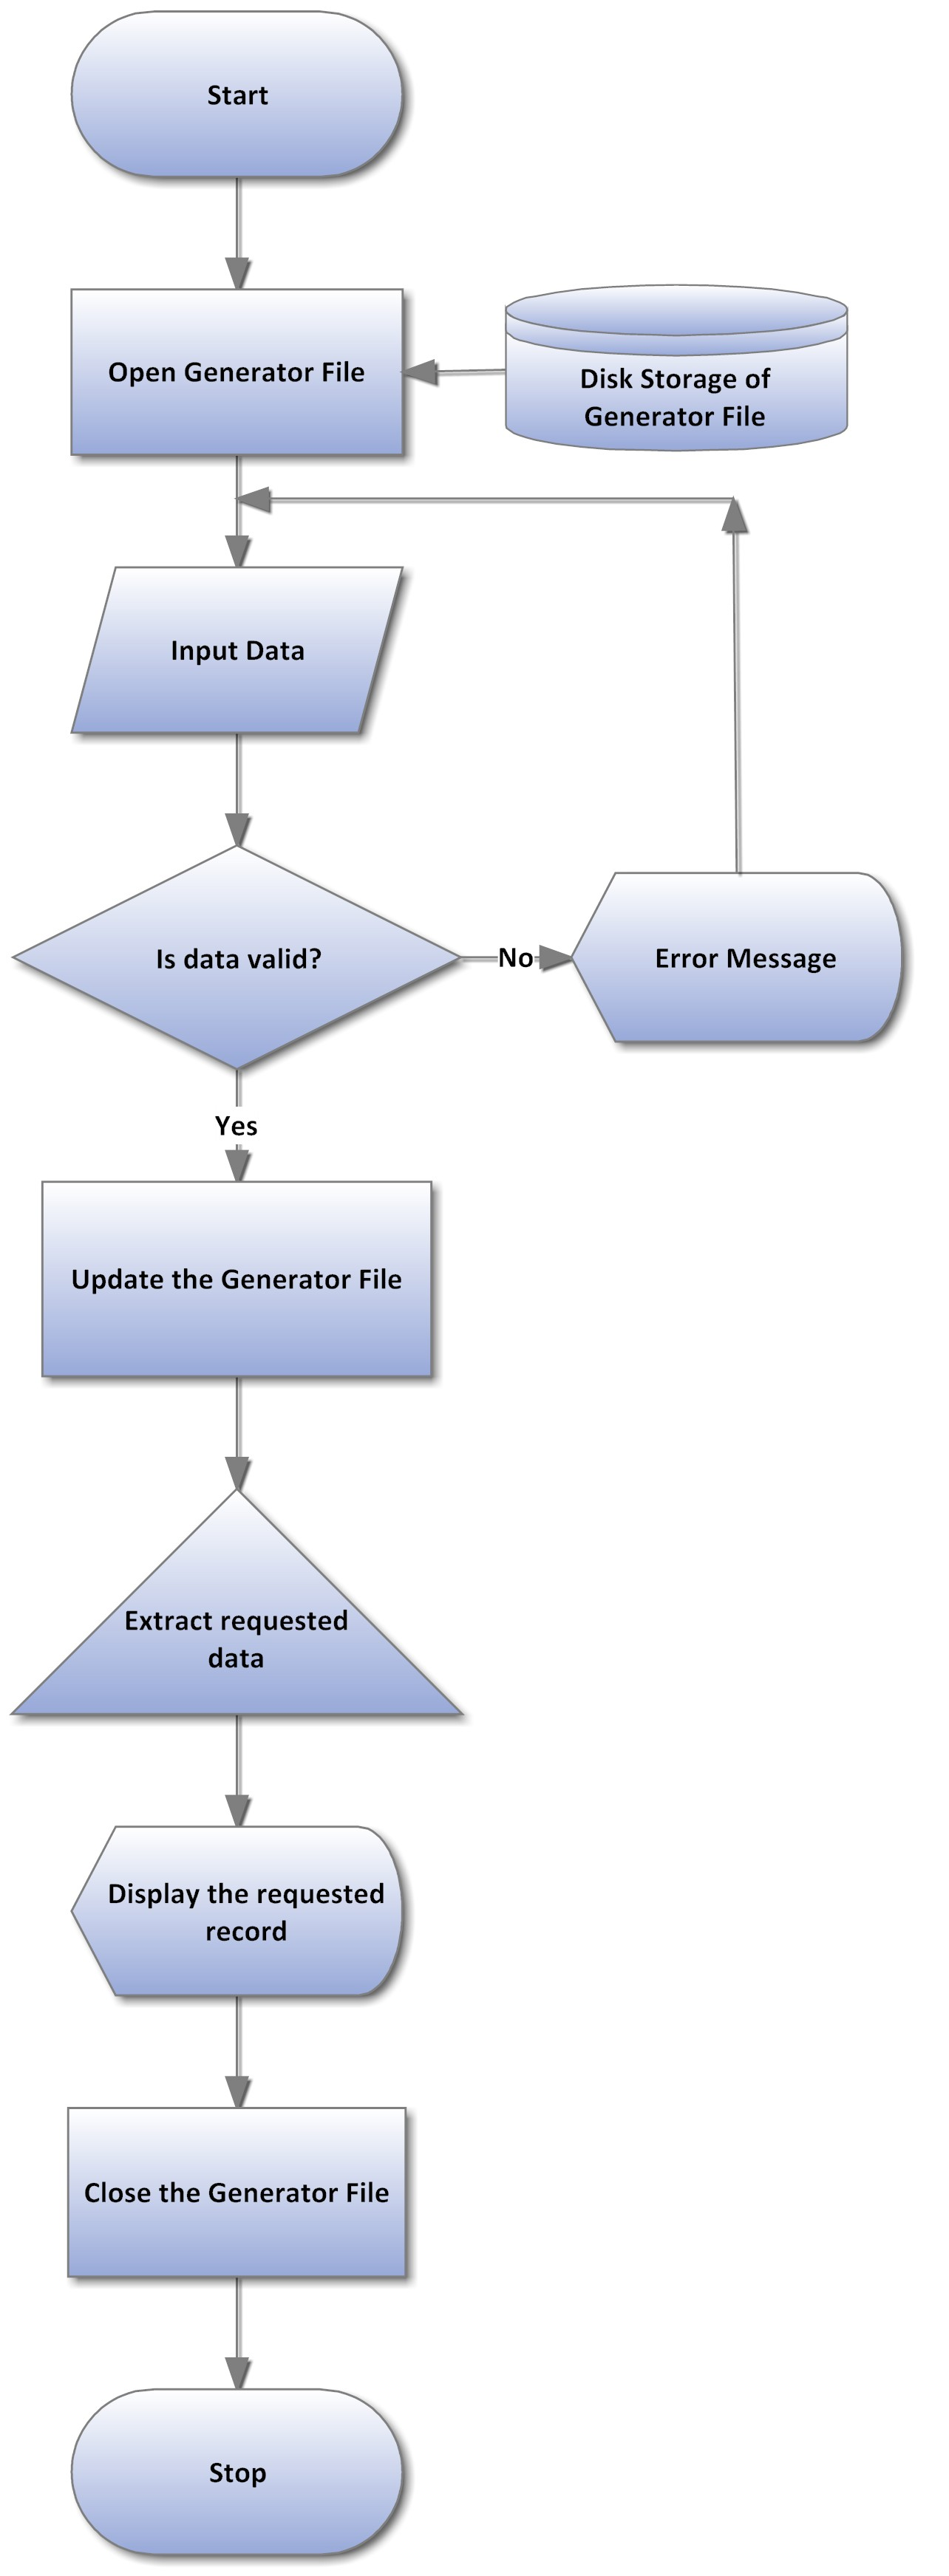 Start
Open Generator File
Disk Storage of
Generator File
Input Data
Is data valid?
No
Error Message
Yes
Update the Generator File
Extract requested
data
Display the requested
record
Close the Generator File
Stop